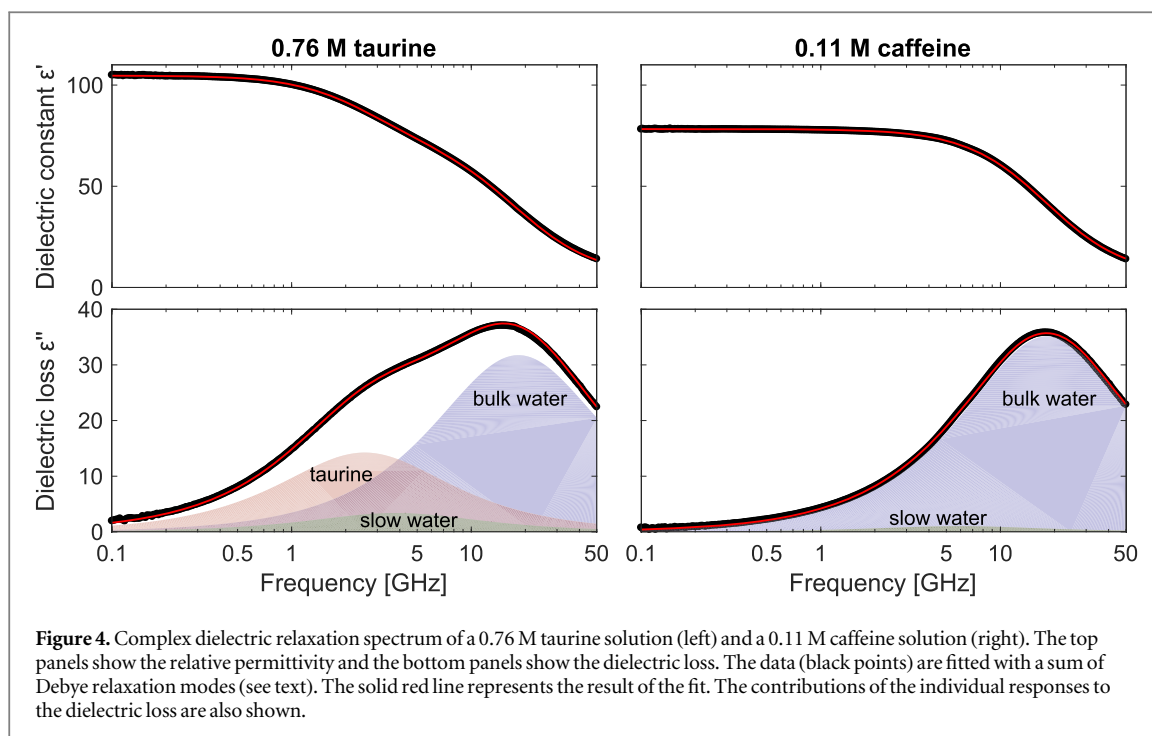 0.76 M taurine
0.11 M caffeine
Dielectric constant ε'
100
50
0
Dielectric loss ε"
40
30
20
10
0
bulk water
taurine
slow water
bulk water
slow water
0.1 0.5 1 5 10 50
0.1 0.5 1 5 10 50
Frequency [GHz]
Frequency [GHz]
Figure 4. Complex dielectric relaxation spectrum of a 0.76 M taurine solution (left) and a 0.11 M caffeine solution (right). The top
panels show the relative permittivity and the bottom panels show the dielectric loss. The data (black points) are fitted with a sum of
Debye relaxation modes (see text). The solid red line represents the result of the fit. The contributions of the individual responses to
the dielectric loss are also shown.